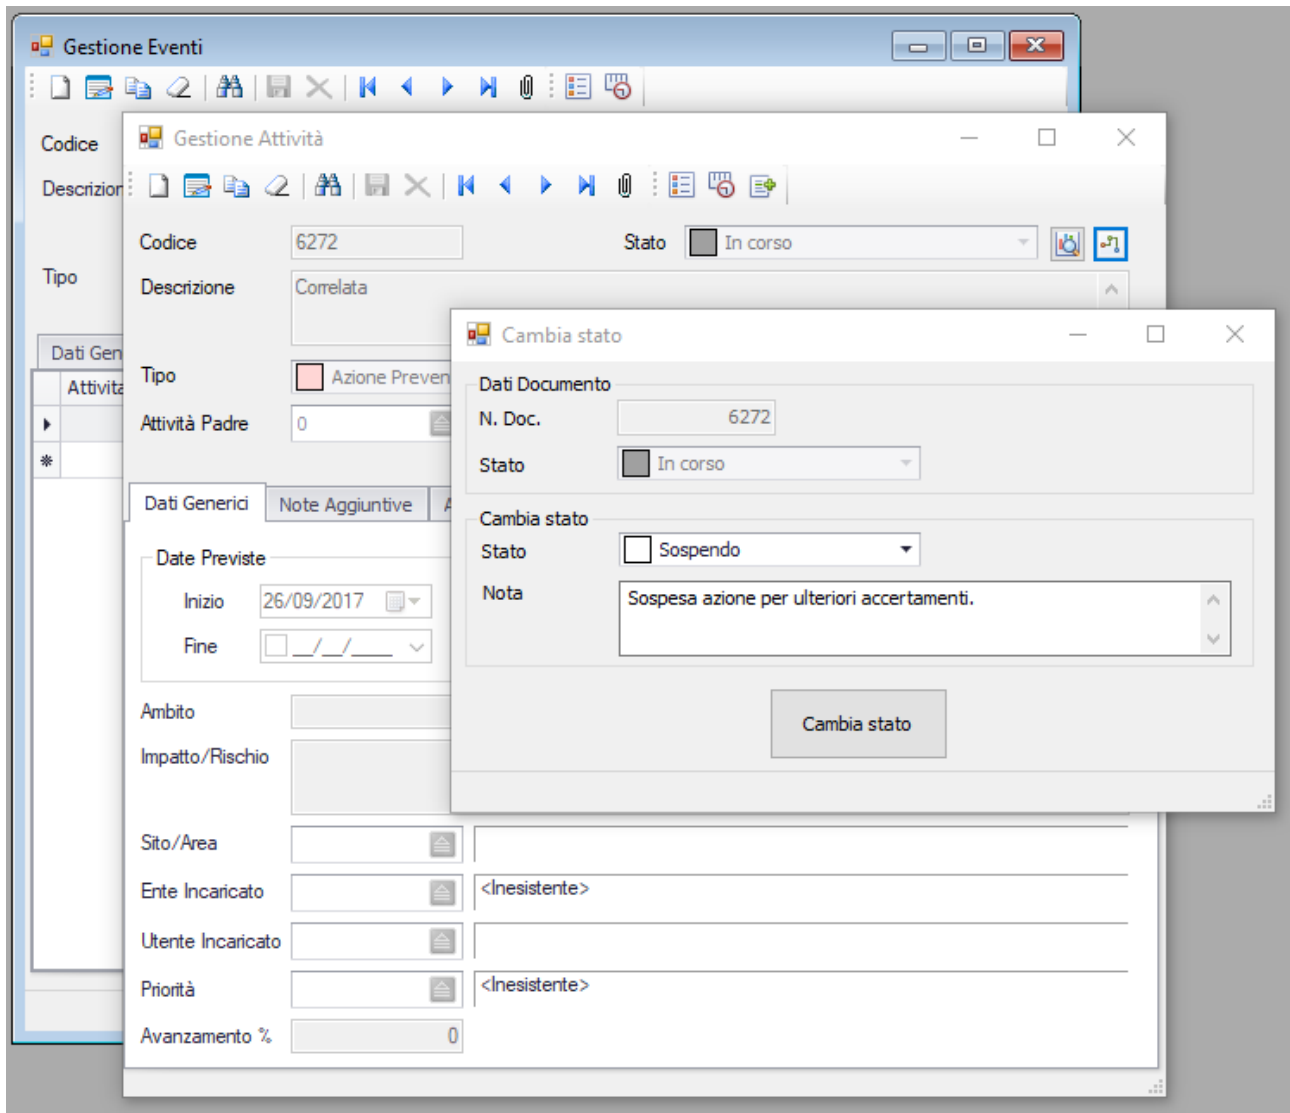 Gestione Eventi
Codice
Descrizion
Tipo
Dati Gen
Attivita
Gestione Attività
Codice 6272 Stato In corso
Descrizione Correlata
Tipo Azione Preven
Attività Padre 0
Dati Generici Note Aggiuntive A
Date Previste
Inizio 26/09/2017
Fine __/__/____
Ambito
Impatto/Rischio
Sito/Area
Ente Incaricato <Inesistente>
Utente Incaricato
Priorità <Inesistente>
Avanzamento % 0
Cambia stato
Dati Documento
N. Doc. 6272
Stato In corso
Cambia stato
Stato Sospendo
Nota Sospesa azione per ulteriori accertamenti.
Cambia stato